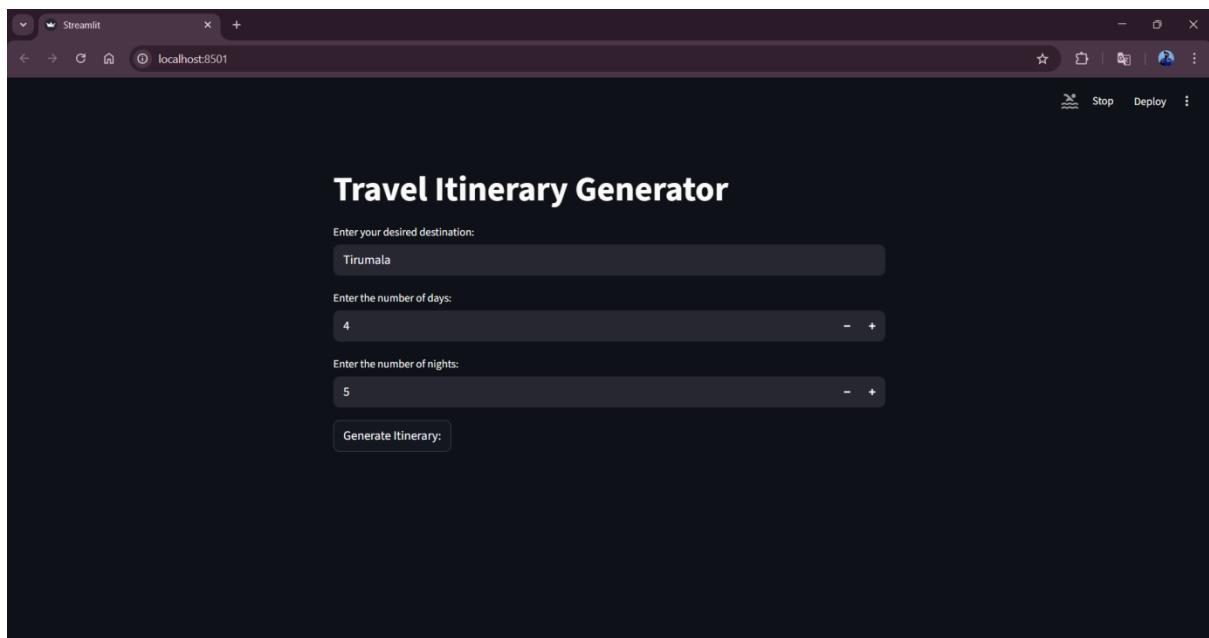 Streamlit
localhost:8501
Stop Deploy
Travel Itinerary Generator
Enter your desired destination:
Tirumala
Enter the number of days:
4
Enter the number of nights:
5
Generate Itinerary: